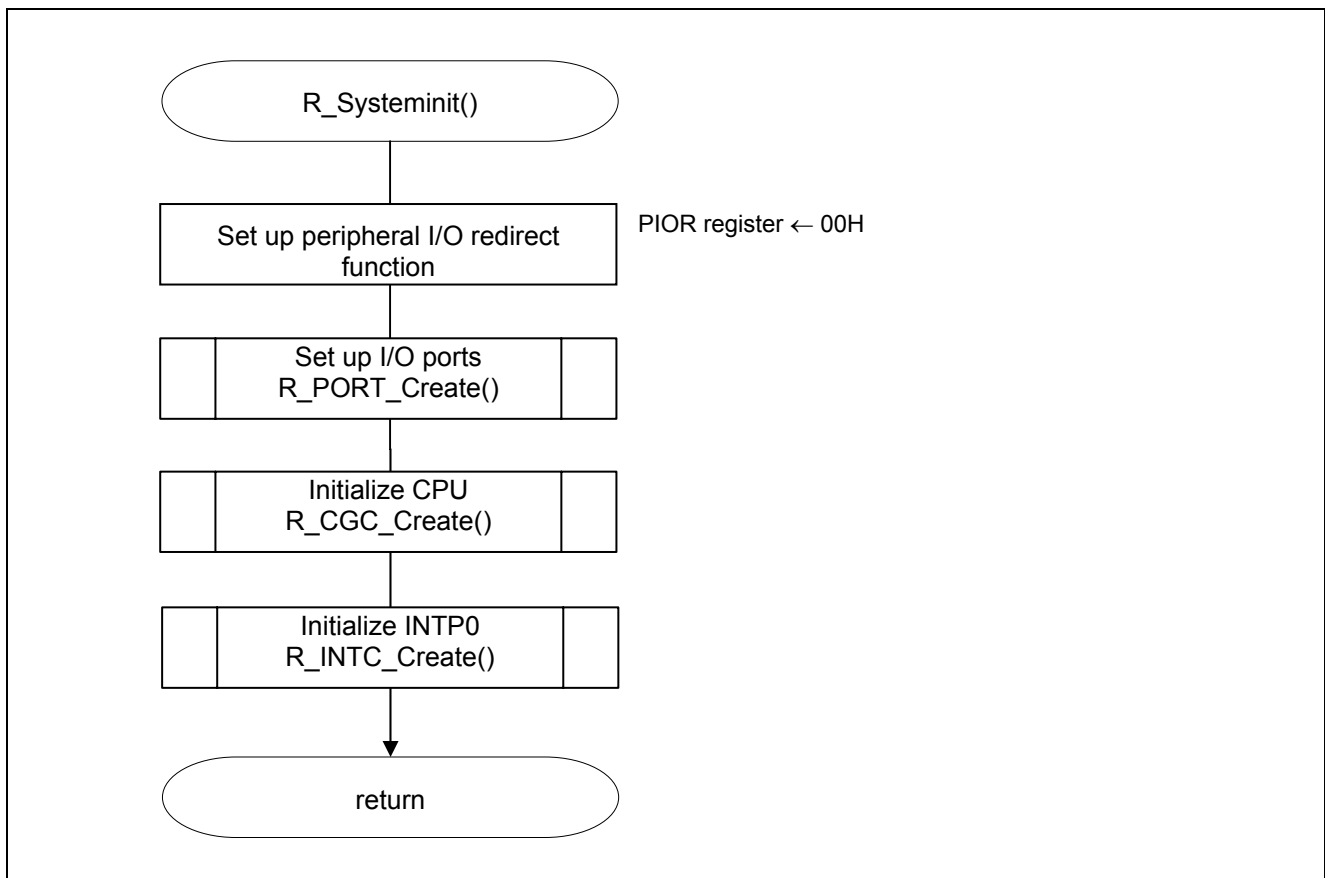 R_Systeminit()
Set up peripheral I/O redirect
function
PIOR register ← 00H
Set up I/O ports
R_PORT_Create()
Initialize CPU
R_CGC_Create()
Initialize INTP0
R_INTC_Create()
return